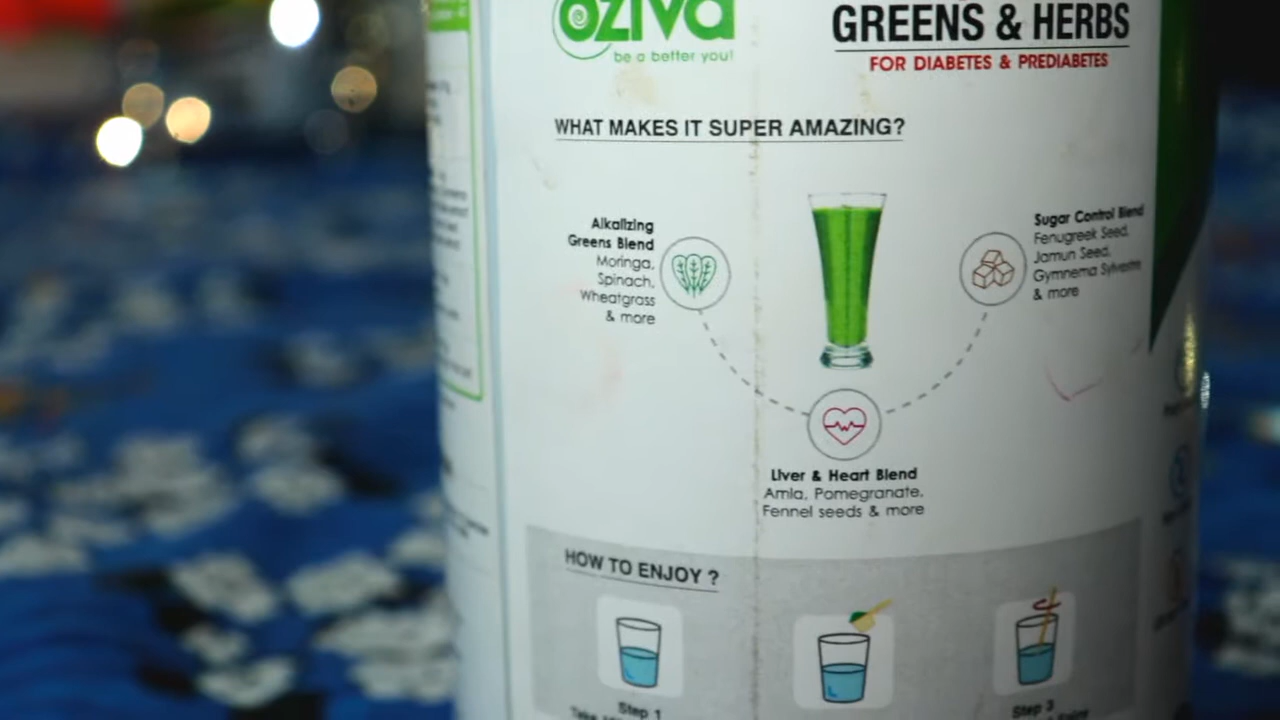 OZIVA
be a better you!
GREENS & HERBS
FOR DIABETES & PREDIABETES
WHAT MAKES IT SUPER AMAZING?
Alkalizing
Greens Blend
Moringa,
Spinach,
Wheatgrass
& more
Sugar Control Blend
Fenugreek Seed,
Jamun Seed,
Gymnema Sylvestre
& more
Liver & Heart Blend
Amla, Pomegranate,
Fennel seeds & more
HOW TO ENJOY ?
Step 1
Step 3